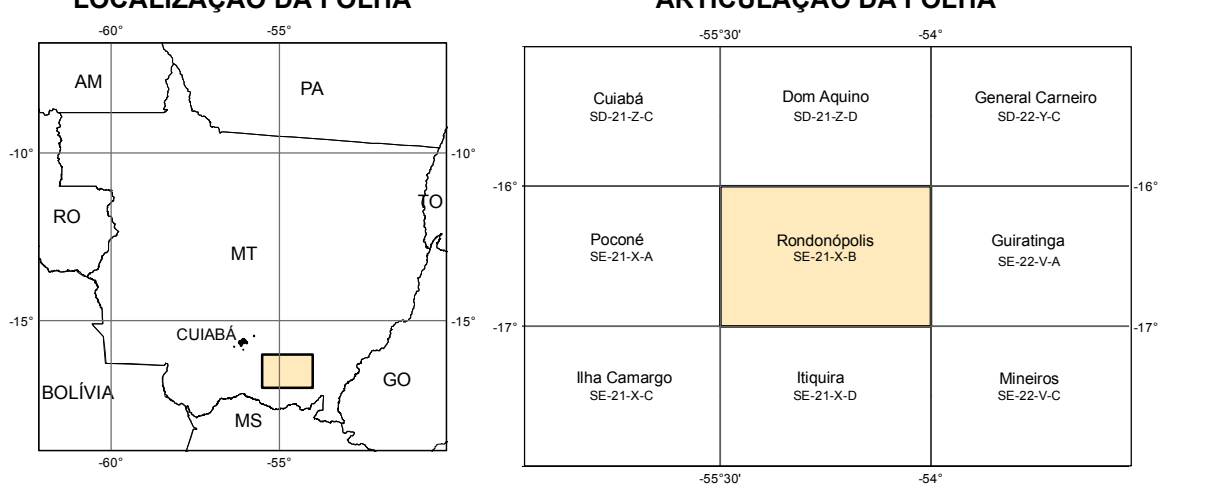 LOCALIZAÇÃO DA FOLHA
-60°
-55°
AM
PA
-10°
-10°
TO
RO
MT
-15°
-15°
CUIABÁ
BOLÍVIA
GO
MS
-60°
-55°
ARTICULAÇÃO DA FOLHA
-55°30'
-54°
Cuiabá
SD-21-Z-C
Dom Aquino
SD-21-Z-D
General Carneiro
SD-22-Y-C
-16°
-16°
Poconé
SE-21-X-A
Rondonópolis
SE-21-X-B
Guiratinga
SE-22-V-A
-17°
-17°
Ilha Camargo
SE-21-X-C
Itiquira
SE-21-X-D
Mineiros
SE-22-V-C
-55°30'
-54°